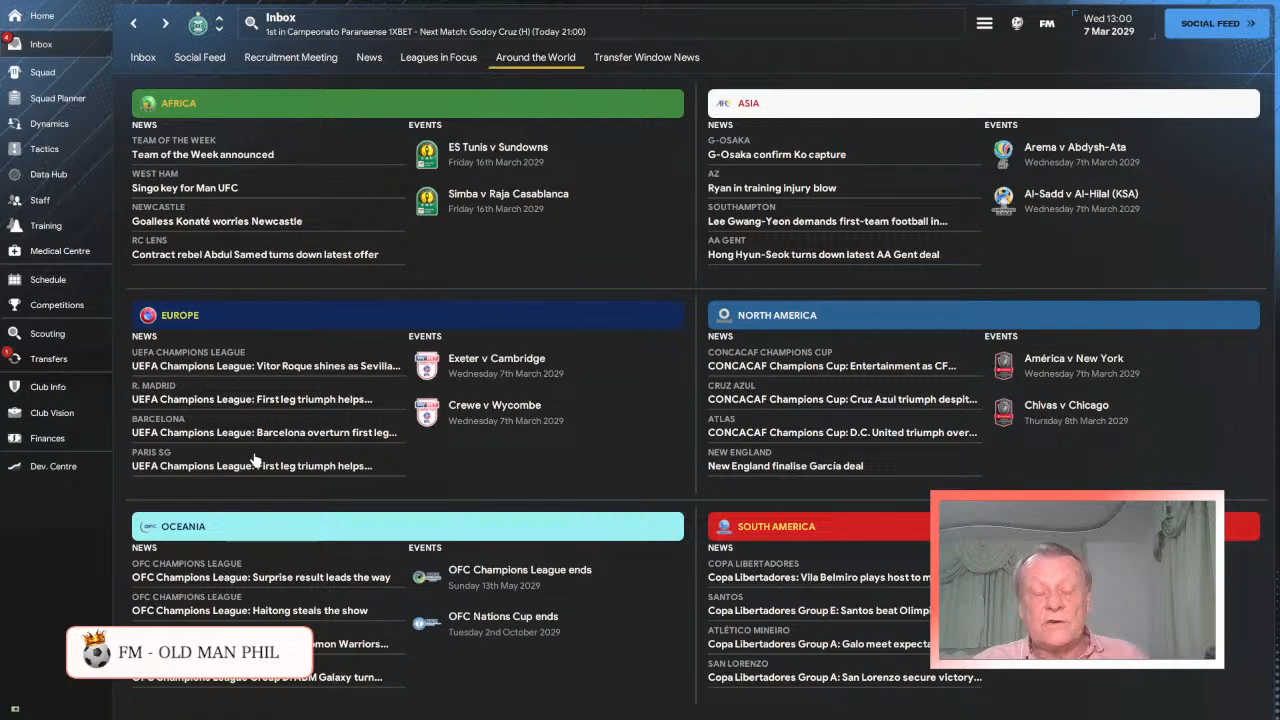 Home
Inbox
4
Squad
Squad Planner
Dynamics
Tactics
Data Hub
Staff
Training
Medical Centre
Schedule
Competitions
Scouting
1
Transfers
Club Info
Club Vision
Finances
Dev. Centre
Inbox
1st in Campeonato Paranaense 1XBET - Next Match: Godoy Cruz (H) (Today 21:00)
FM
Wed 13:00
7 Mar 2029
SOCIAL FEED
Inbox
Social Feed
Recruitment Meeting
News
Leagues in Focus
Around the World
Transfer Window News
AFRICA
NEWS
TEAM OF THE WEEK
Team of the Week announced
WEST HAM
Singo key for Man UFC
NEWCASTLE
Goalless Konaté worries Newcastle
RC LENS
Contract rebel Abdul Samed turns down latest offer
EVENTS
ES Tunis v Sundowns
Friday 16th March 2029
Simba v Raja Casablanca
Friday 16th March 2029
AFC
ASIA
NEWS
G-OSAKA
G-Osaka confirm Ko capture
AZ
Ryan in training injury blow
SOUTHAMPTON
Lee Gwang-Yeon demands first-team football in...
AA GENT
Hong Hyun-Seok turns down latest AA Gent deal
EVENTS
Arema v Abdysh-Ata
Wednesday 7th March 2029
Al-Sadd v Al-Hilal (KSA)
Wednesday 7th March 2029
EUROPE
NEWS
UEFA CHAMPIONS LEAGUE
UEFA Champions League: Vitor Roque shines as Sevilla...
R. MADRID
UEFA Champions League: First leg triumph helps...
BARCELONA
UEFA Champions League: Barcelona overturn first leg...
PARIS SG
UEFA Champions League: First leg triumph helps...
EVENTS
Exeter v Cambridge
Wednesday 7th March 2029
Crewe v Wycombe
Wednesday 7th March 2029
NORTH AMERICA
NEWS
CONCACAF CHAMPIONS CUP
CONCACAF Champions Cup: Entertainment as CF...
CRUZ AZUL
CONCACAF Champions Cup: Cruz Azul triumph despit...
ATLAS
CONCACAF Champions Cup: D.C. United triumph over...
NEW ENGLAND
New England finalise García deal
EVENTS
América v New York
Wednesday 7th March 2029
Chivas v Chicago
Thursday 8th March 2029
OFC
OCEANIA
NEWS
OFC CHAMPIONS LEAGUE
OFC Champions League: Surprise result leads the way
OFC CHAMPIONS LEAGUE
OFC Champions League: Haitong steals the show
omon Warriors...
OFC Champions League Group D: ADM Galaxy turn...
EVENTS
OFC Champions League ends
Sunday 13th May 2029
OFC Nations Cup ends
Tuesday 2nd October 2029
SOUTH AMERICA
NEWS
COPA LIBERTADORES
Copa Libertadores: Vila Belmiro plays host to m
SANTOS
Copa Libertadores Group E: Santos beat Olimpi
ATLÉTICO MINEIRO
Copa Libertadores Group A: Galo meet expecta
SAN LORENZO
Copa Libertadores Group A: San Lorenzo secure victory...
FM - OLD MAN PHIL